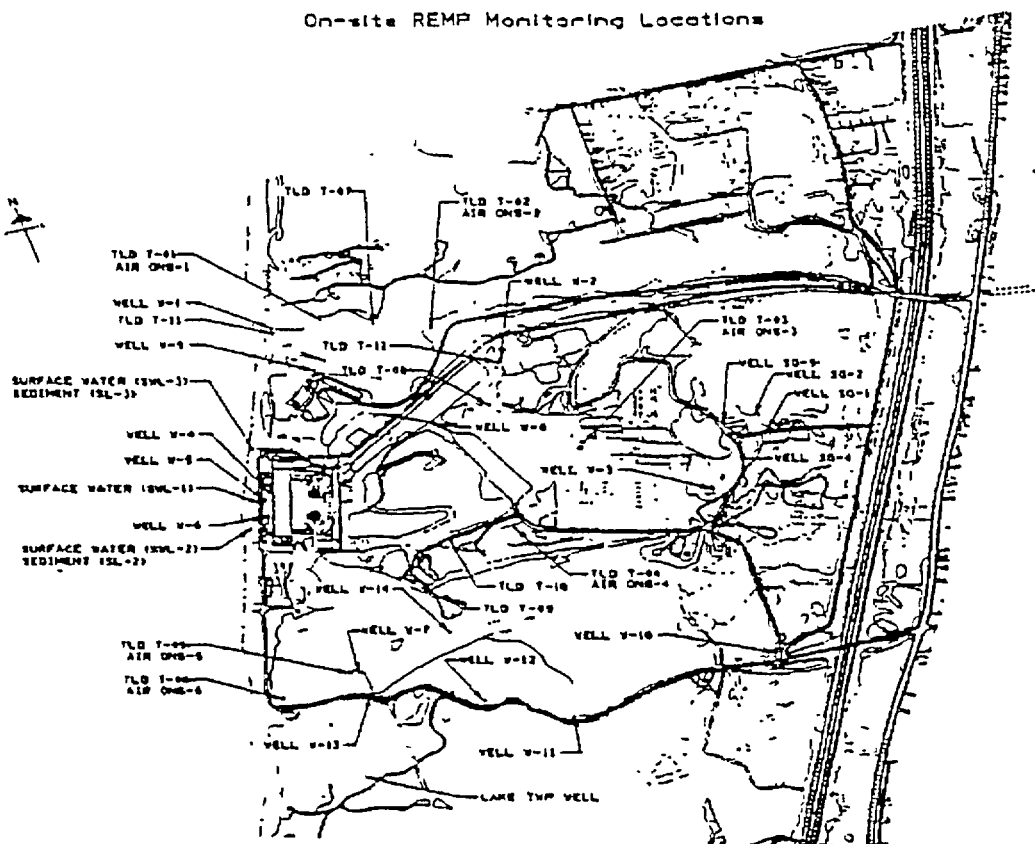 On-site REMP Monitoring Locations
N
TLD T-07
TLD T-02
AIR ONS-2
TLD T-01
AIR ONS-1
WELL W-2
WELL W-1
TLD T-11
TLD T-03
AIR ONS-3
WELL W-9
TLD T-12
TLD T-08
SURFACE WATER (SWL-3)
SEDIMENT (SL-3)
WELL SG-5
WELL SG-2
WELL SG-1
WELL W-4
WELL W-8
WELL W-5
WELL W-3
WELL SG-4
SURFACE WATER (SWL-1)
WELL W-6
SURFACE WATER (SWL-2)
SEDIMENT (SL-2)
WELL W-14
TLD T-10
TLD T-04
AIR ONS-4
TLD T-09
WELL W-7
WELL W-10
TLD T-05
AIR ONS-5
WELL W-12
TLD T-06
AIR ONS-6
WELL W-13
WELL W-11
LAKE TWP WELL